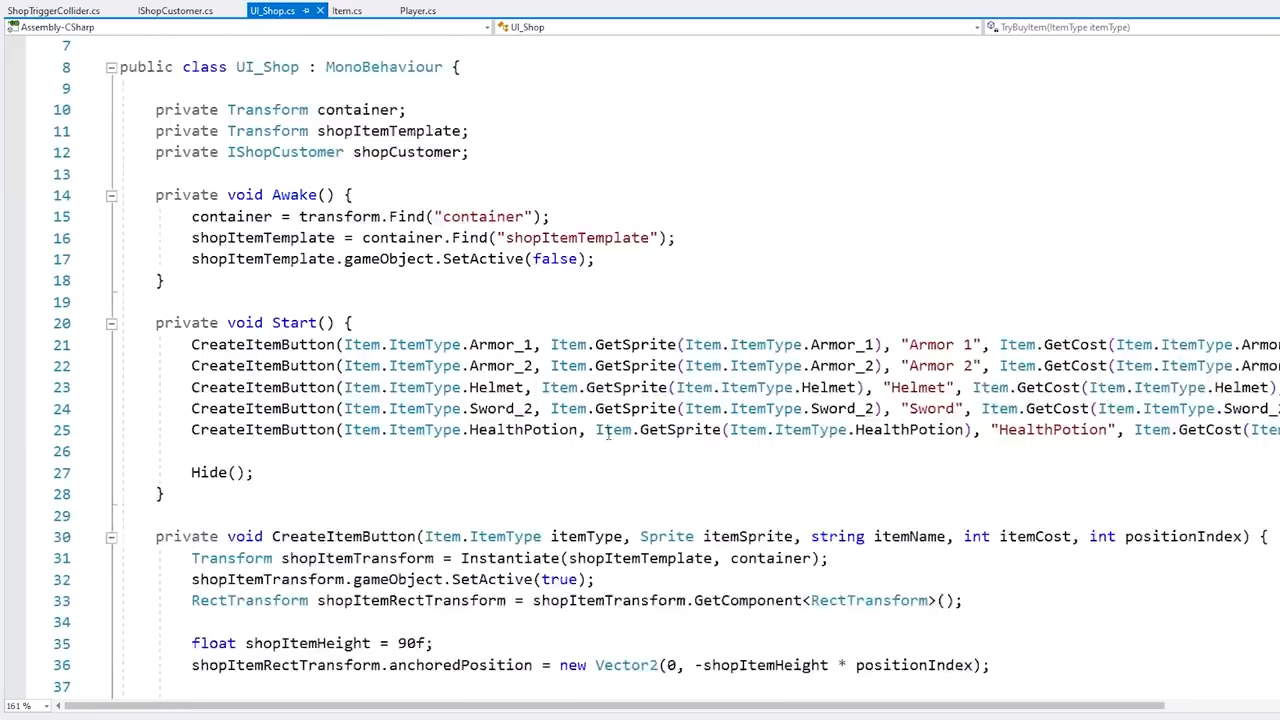 ShopTriggerCollider.cs IShopCustomer.cs UI_Shop.cs Item.cs Player.cs
Assembly-CSharp UI_Shop TryBuyItem(ItemType itemType)
7
8 public class UI_Shop : MonoBehaviour {
9
10 private Transform container;
11 private Transform shopItemTemplate;
12 private IShopCustomer shopCustomer;
13
14 private void Awake() {
15 container = transform.Find("container");
16 shopItemTemplate = container.Find("shopItemTemplate");
17 shopItemTemplate.gameObject.SetActive(false);
18 }
19
20 private void Start() {
21 CreateItemButton(Item.ItemType.Armor_1, Item.GetSprite(Item.ItemType.Armor_1), "Armor 1", Item.GetCost(Item.ItemType.Armo
22 CreateItemButton(Item.ItemType.Armor_2, Item.GetSprite(Item.ItemType.Armor_2), "Armor 2", Item.GetCost(Item.ItemType.Armo
23 CreateItemButton(Item.ItemType.Helmet, Item.GetSprite(Item.ItemType.Helmet), "Helmet", Item.GetCost(Item.ItemType.Helmet)
24 CreateItemButton(Item.ItemType.Sword_2, Item.GetSprite(Item.ItemType.Sword_2), "Sword", Item.GetCost(Item.ItemType.Sword_
25 CreateItemButton(Item.ItemType.HealthPotion, Item.GetSprite(Item.ItemType.HealthPotion), "HealthPotion", Item.GetCost(Ite
26
27 Hide();
28 }
29
30 private void CreateItemButton(Item.ItemType itemType, Sprite itemSprite, string itemName, int itemCost, int positionIndex) {
31 Transform shopItemTransform = Instantiate(shopItemTemplate, container);
32 shopItemTransform.gameObject.SetActive(true);
33 RectTransform shopItemRectTransform = shopItemTransform.GetComponent<RectTransform>();
34
35 float shopItemHeight = 90f;
36 shopItemRectTransform.anchoredPosition = new Vector2(0, -shopItemHeight * positionIndex);
37
161 %